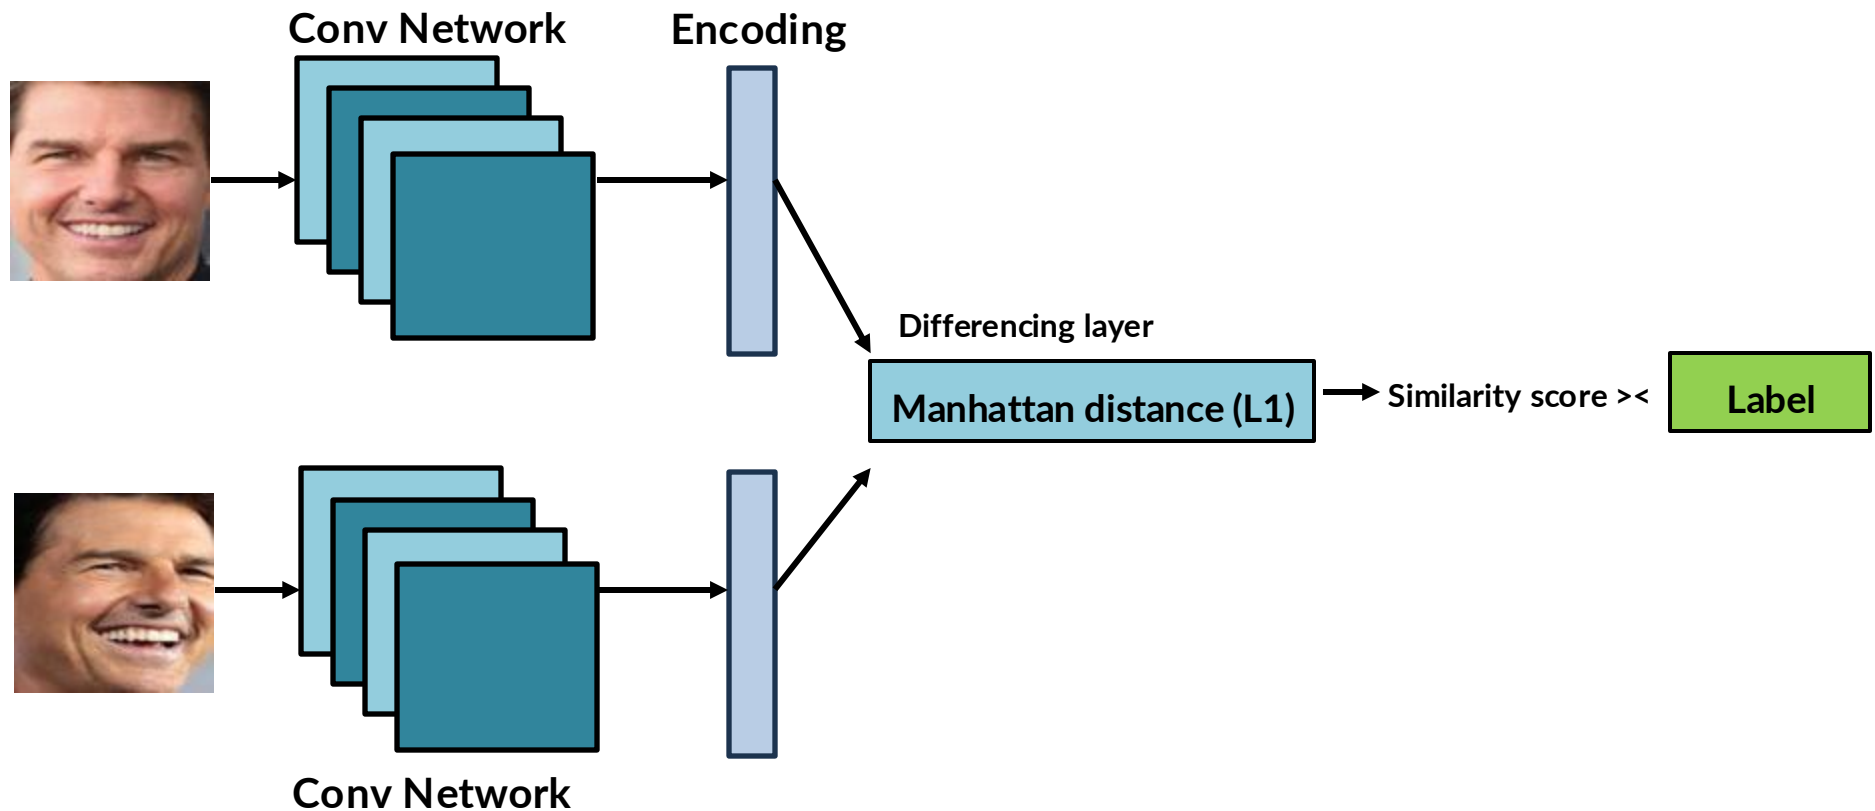 Conv Network
Encoding
Differencing layer
Manhattan distance (L1)
Similarity score ><
Label
Conv Network